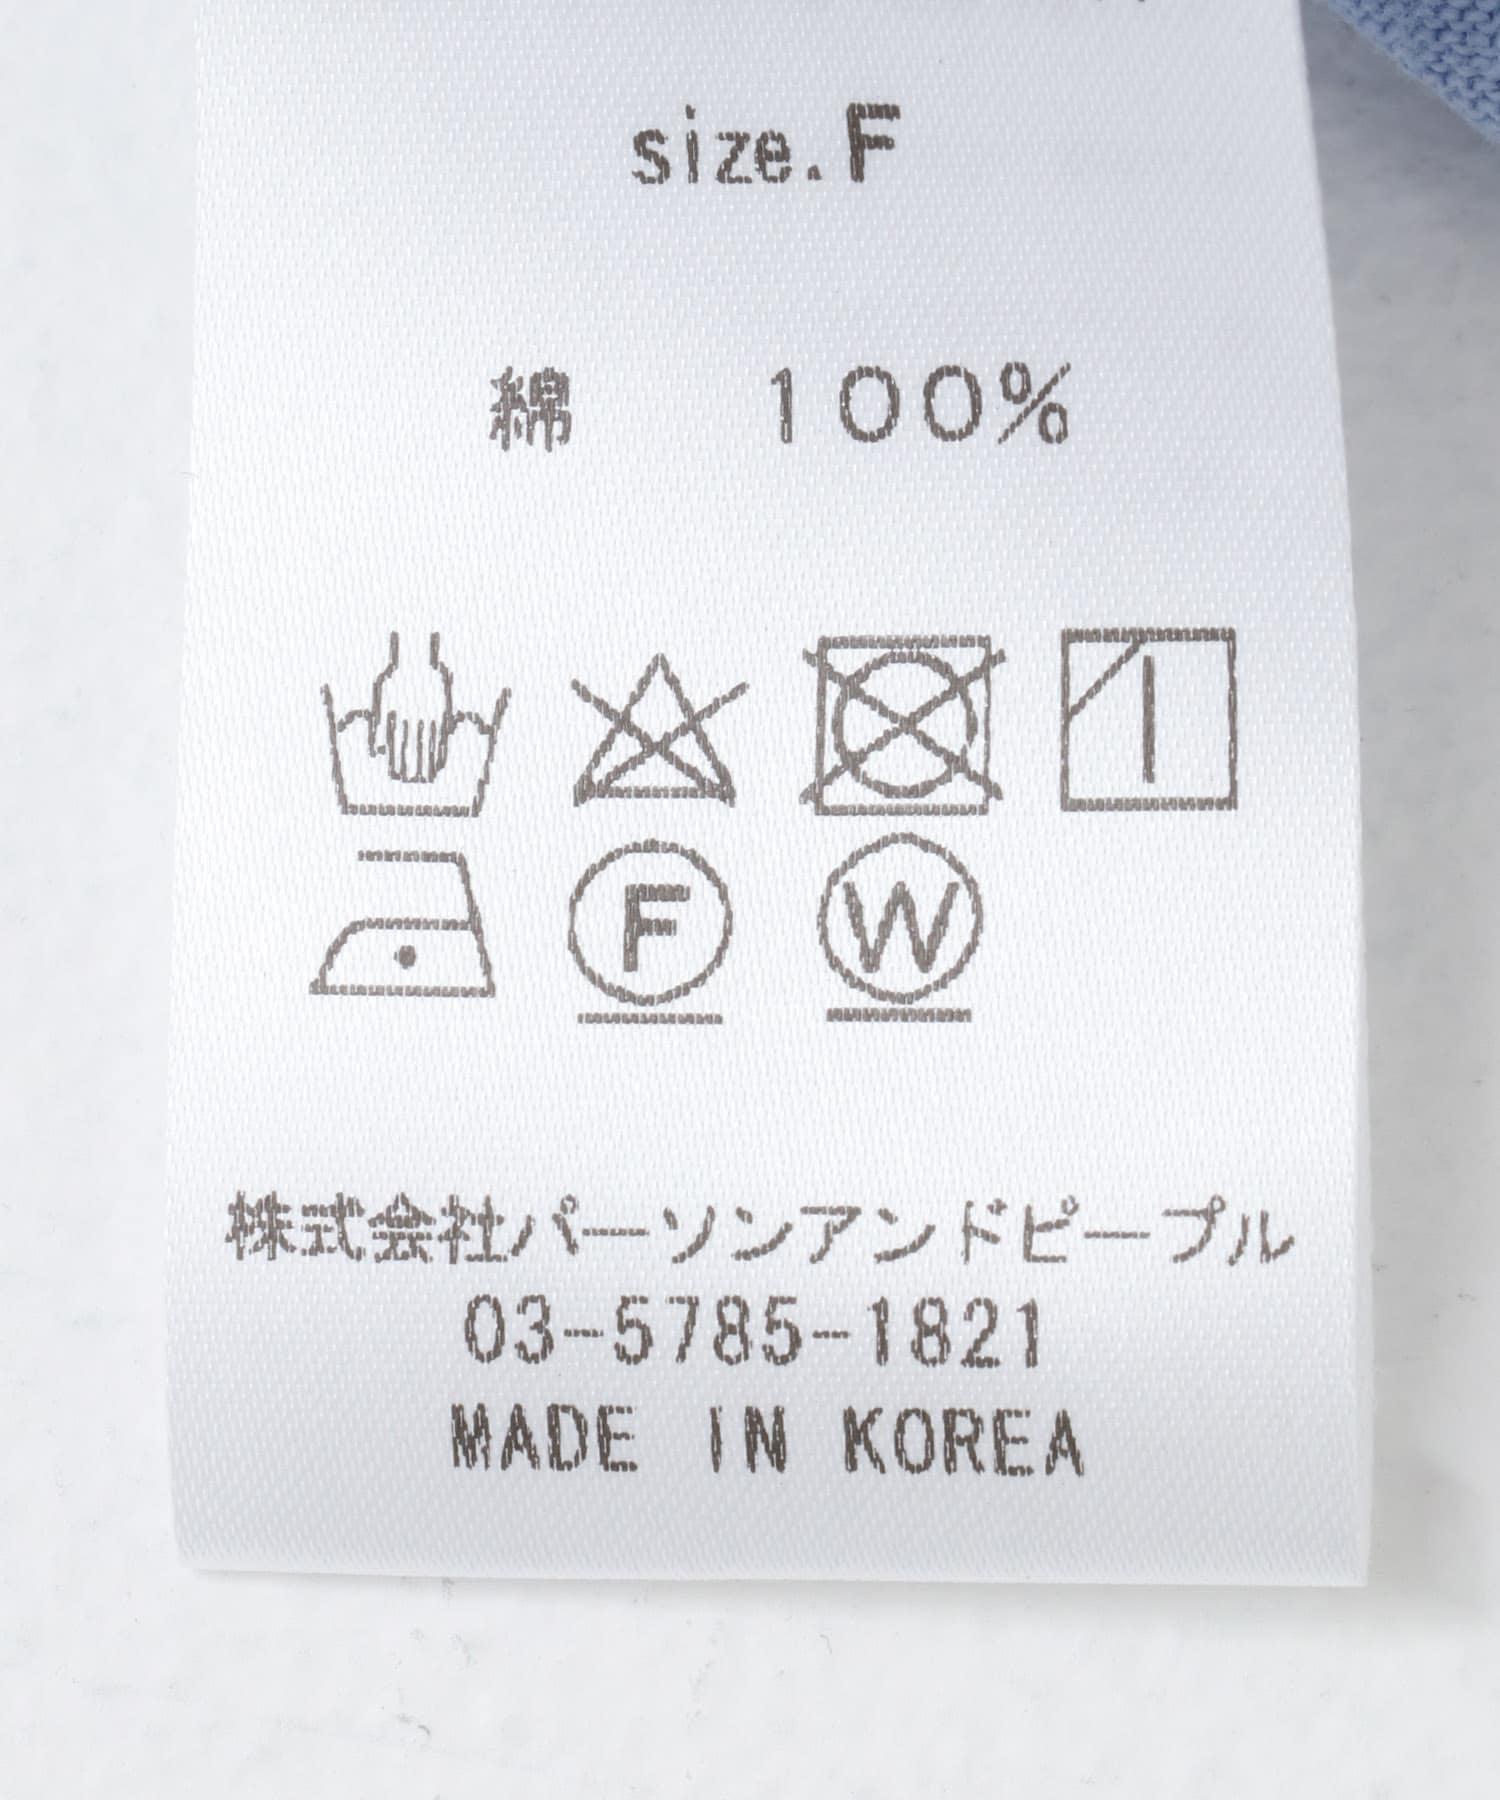 size.F
綿 100%
F W
株式会社パーソンアンドピープル
03-5785-1821
MADE IN KOREA